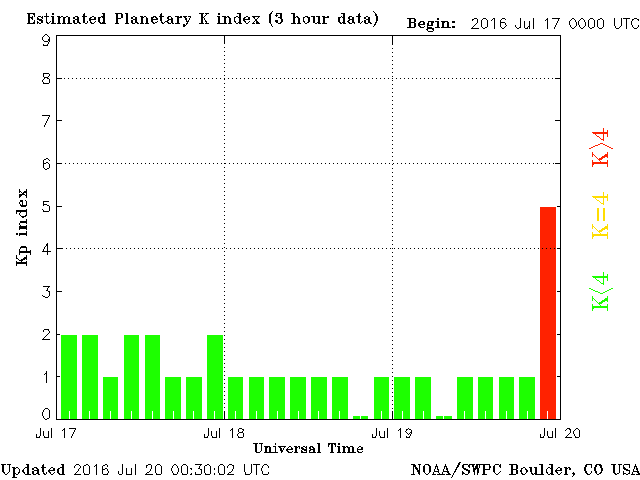 Estimated Planetary K index (3 hour data) Begin: 2016 Jul 17 0000 UTC
9
8
7
6
5
4
3
2
1
0
Kp index
K>4
K=4
K<4
Jul 17 Jul 18 Jul 19 Jul 20
Universal Time
Updated 2016 Jul 20 00:30:02 UTC NOAA/SWPC Boulder, CO USA